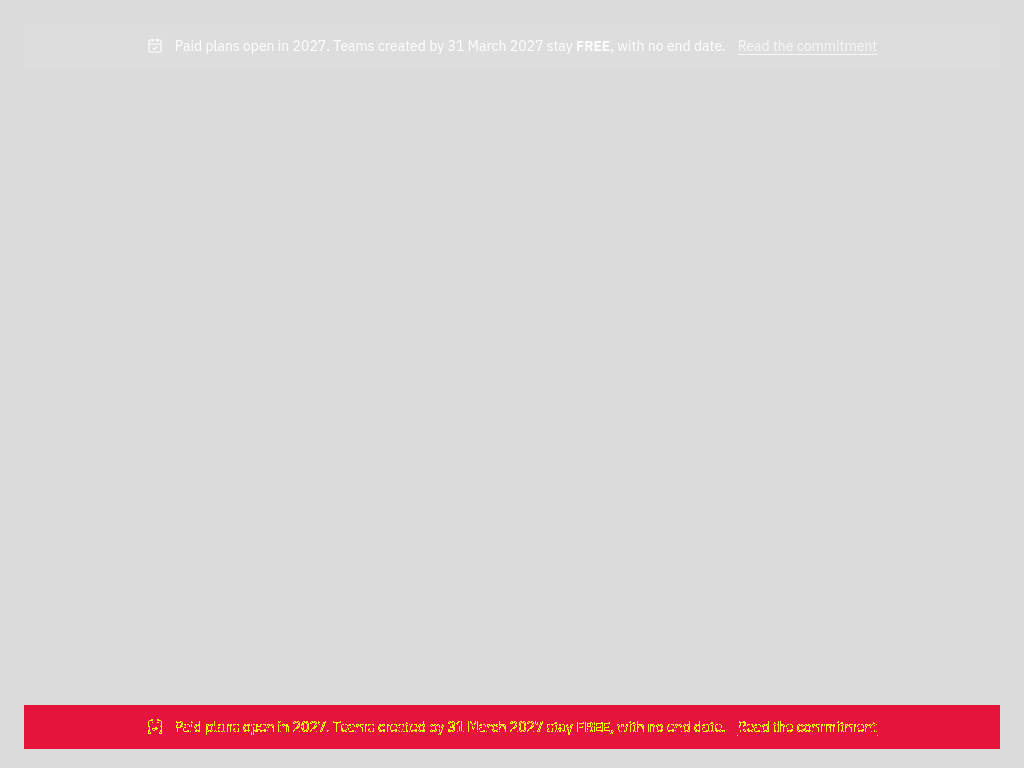 Paid plans open in 2027. Teams created by 31 March 2027 stay FREE, with no end date. Read the commitment
Paid plans open in 2027. Teams created by 31 March 2027 stay FREE, with no end date. Read the commitment